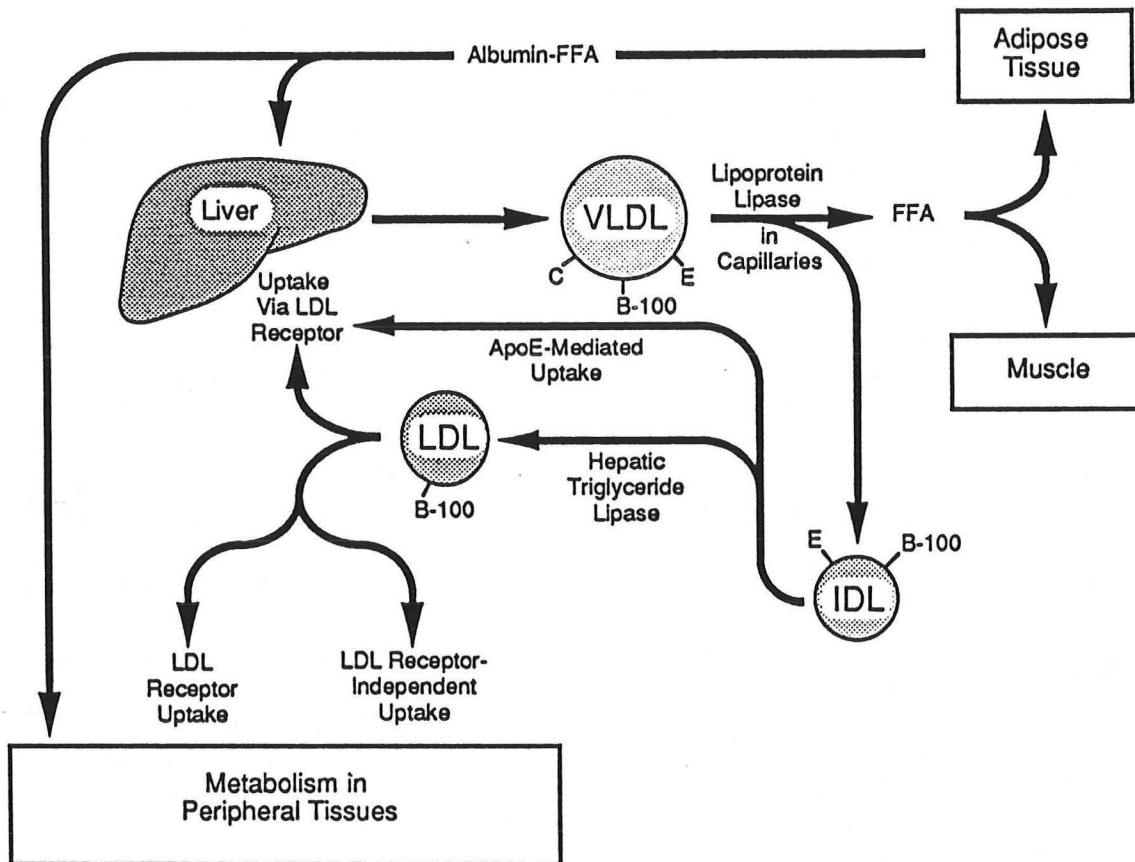 Albumin-FFA
Adipose
Tissue
Liver
VLDL
C
E
B-100
Lipoprotein
Lipase
in
Capillaries
FFA
Muscle
Uptake
Via LDL
Receptor
ApoE-Mediated
Uptake
LDL
B-100
Hepatic
Triglyceride
Lipase
E
B-100
IDL
LDL
Receptor
Uptake
LDL Receptor-
Independent
Uptake
Metabolism in
Peripheral Tissues